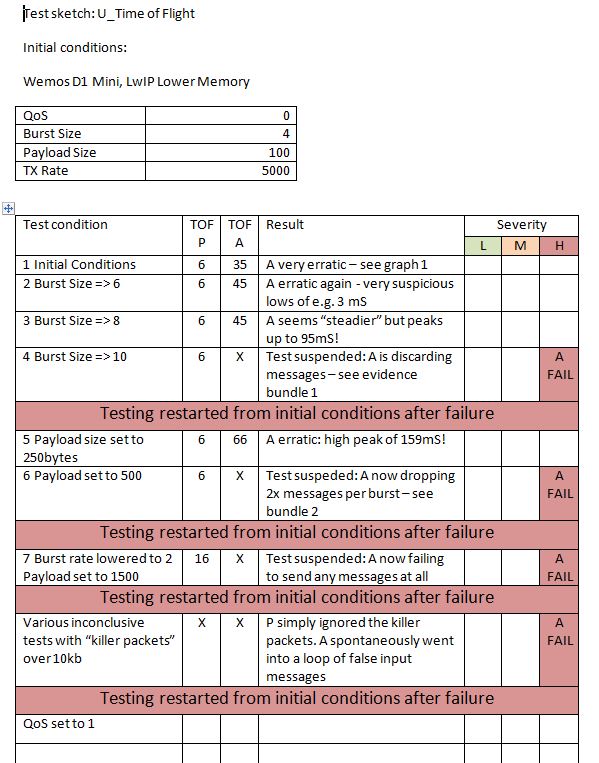 Test sketch: U_Time of Flight
Initial conditions:
Wemos D1 Mini, LwIP Lower Memory
QoS 0
Burst Size 4
Payload Size 100
TX Rate 5000
Test condition TOF P TOF A Result Severity
L M H
1 Initial Conditions 6 35 A very erratic – see graph 1
2 Burst Size => 6 6 45 A erratic again - very suspicious
lows of e.g. 3 mS
3 Burst Size => 8 6 45 A seems “steadier” but peaks
up to 95mS!
4 Burst Size => 10 6 X Test suspended: A is discarding A
messages – see evidence FAIL
bundle 1
Testing restarted from initial conditions after failure
5 Payload size set to 6 66 A erratic: high peak of 159mS!
250bytes
6 Payload set to 500 6 X Test suspeded: A now dropping A
2x messages per burst – see FAIL
bundle 2
Testing restarted from initial conditions after failure
7 Burst rate lowered to 2 16 X Test suspended: A now failing A
Payload set to 1500 to send any messages at all FAIL
Testing restarted from initial conditions after failure
Various inconclusive X X P simply ignored the killer A
tests with “killer packets” packets. A spontaneously went FAIL
over 10kb into a loop of false input
messages
Testing restarted from initial conditions after failure
QoS set to 1